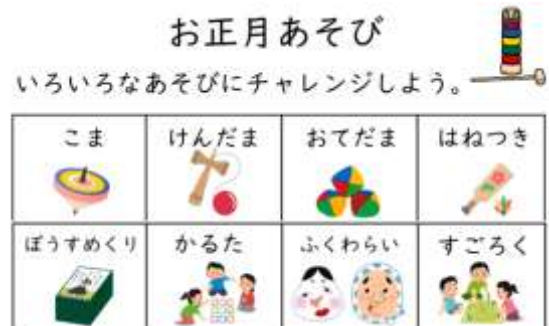 お正月あそび
いろいろなあそびにチャレンジしよう。
こま けんだま おてだま はねつき
ぼうずめくり かるた ふくわらい すごろく